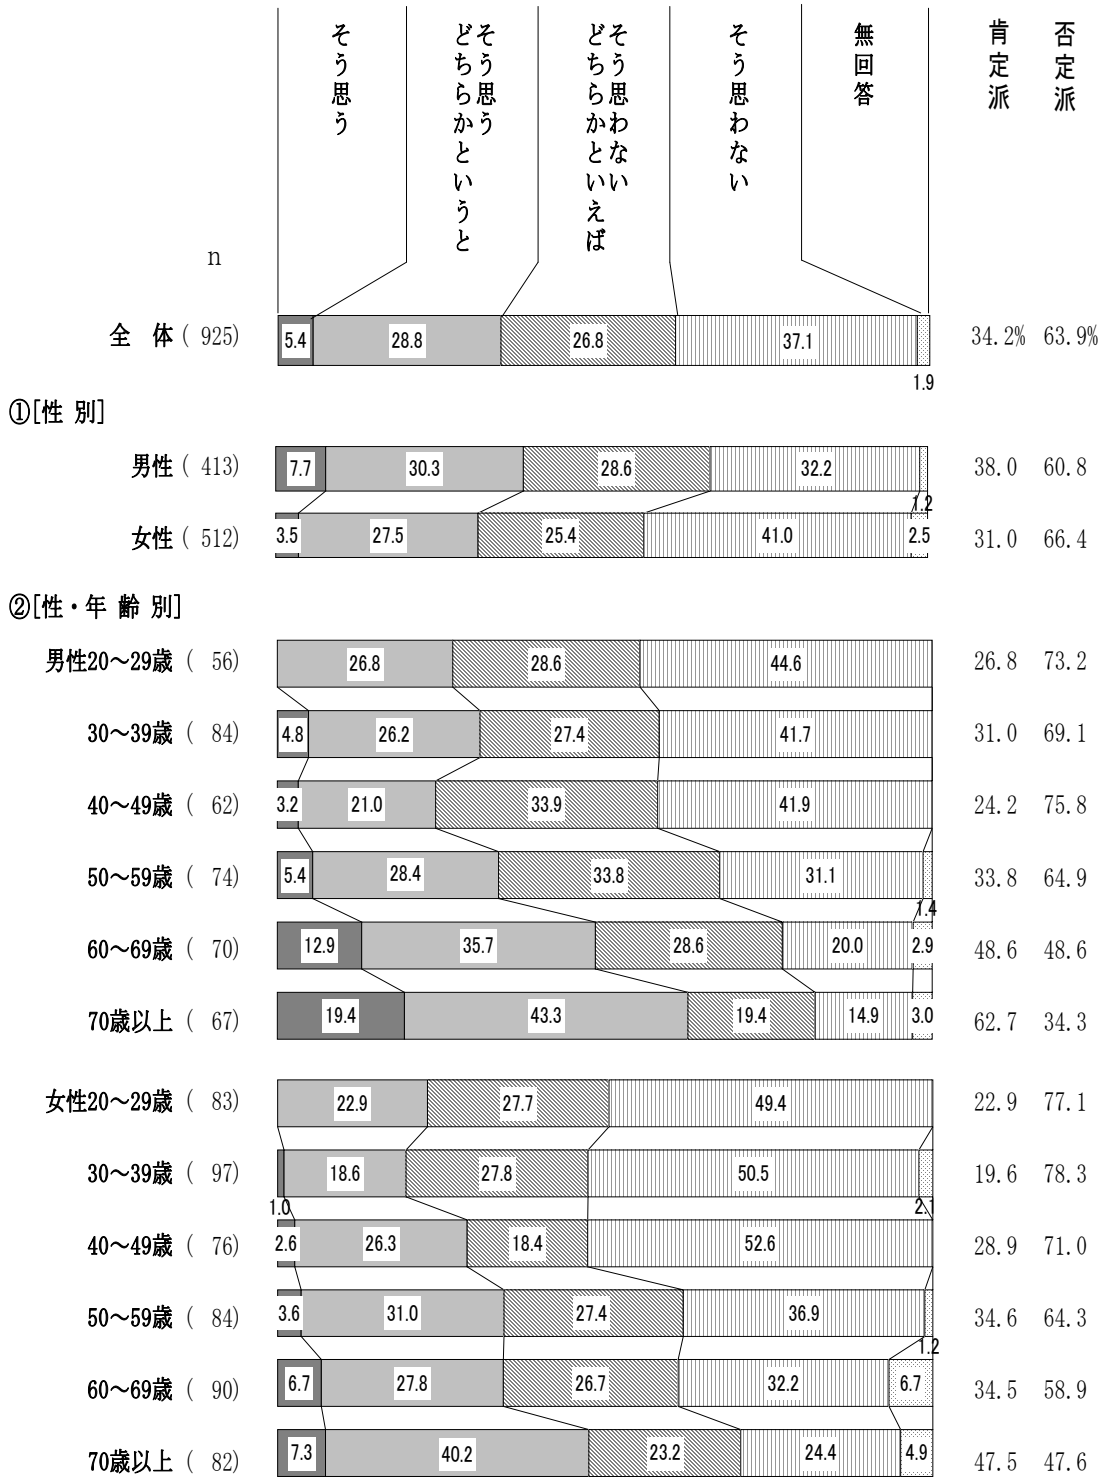 そう思う
どちらかというと
そう思う
どちらかといえば
そう思わない
そう思わない
無回答
肯定派
否定派
n
全　体 ( 925) 5.4 28.8 26.8 37.1 1.9 34.2% 63.9%
①[性 別]
男性 ( 413) 7.7 30.3 28.6 32.2 1.2 38.0 60.8
女性 ( 512) 3.5 27.5 25.4 41.0 2.5 31.0 66.4
②[性・年 齢 別]
男性20～29歳 ( 56) 26.8 28.6 44.6 26.8 73.2
30～39歳 ( 84) 4.8 26.2 27.4 41.7 31.0 69.1
40～49歳 ( 62) 3.2 21.0 33.9 41.9 24.2 75.8
50～59歳 ( 74) 5.4 28.4 33.8 31.1 1.4 33.8 64.9
60～69歳 ( 70) 12.9 35.7 28.6 20.0 2.9 48.6 48.6
70歳以上 ( 67) 19.4 43.3 19.4 14.9 3.0 62.7 34.3
女性20～29歳 ( 83) 22.9 27.7 49.4 22.9 77.1
30～39歳 ( 97) 1.0 18.6 27.8 50.5 2.1 19.6 78.3
40～49歳 ( 76) 2.6 26.3 18.4 52.6 28.9 71.0
50～59歳 ( 84) 3.6 31.0 27.4 36.9 1.2 34.6 64.3
60～69歳 ( 90) 6.7 27.8 26.7 32.2 6.7 34.5 58.9
70歳以上 ( 82) 7.3 40.2 23.2 24.4 4.9 47.5 47.6